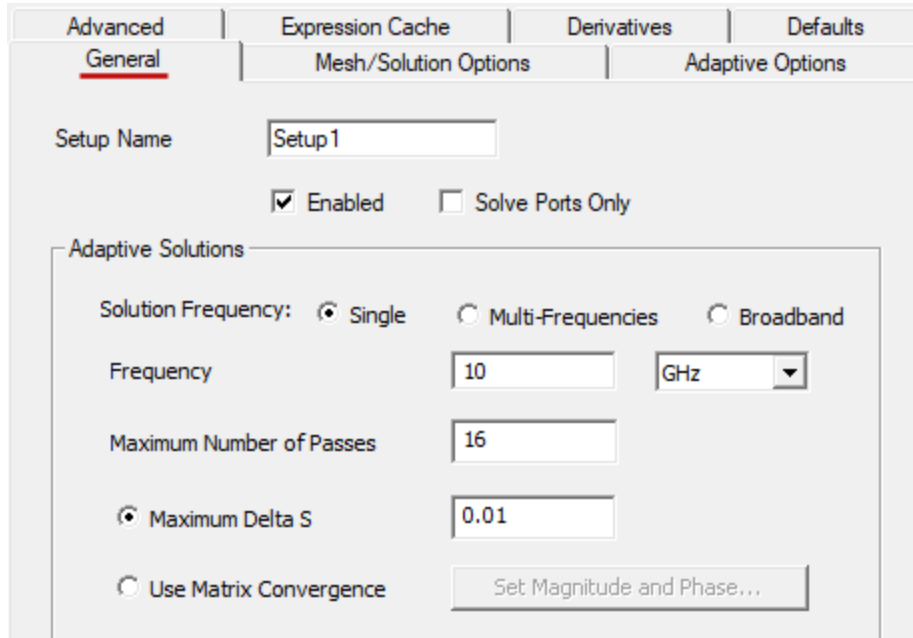 Advanced Expression Cache Derivatives Defaults
General Mesh/Solution Options Adaptive Options
Setup Name Setup1
Enabled Solve Ports Only
Adaptive Solutions
Solution Frequency: Single Multi-Frequencies Broadband
Frequency 10 GHz
Maximum Number of Passes 16
Maximum Delta S 0.01
Use Matrix Convergence Set Magnitude and Phase...